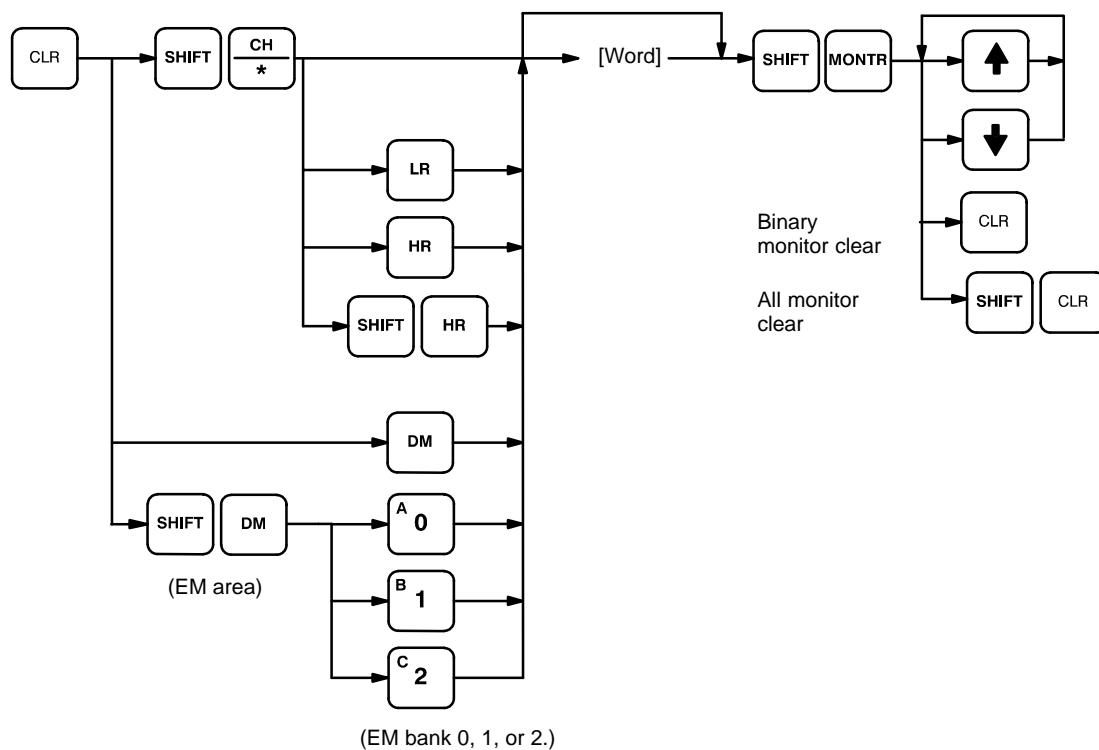 CLR
SHIFT
CH
*
[Word]
SHIFT
MONTR
LR
HR
SHIFT
HR
Binary
monitor clear
CLR
All monitor
clear
SHIFT
CLR
DM
SHIFT
DM
(EM area)
A
0
B
1
C
2
(EM bank 0, 1, or 2.)